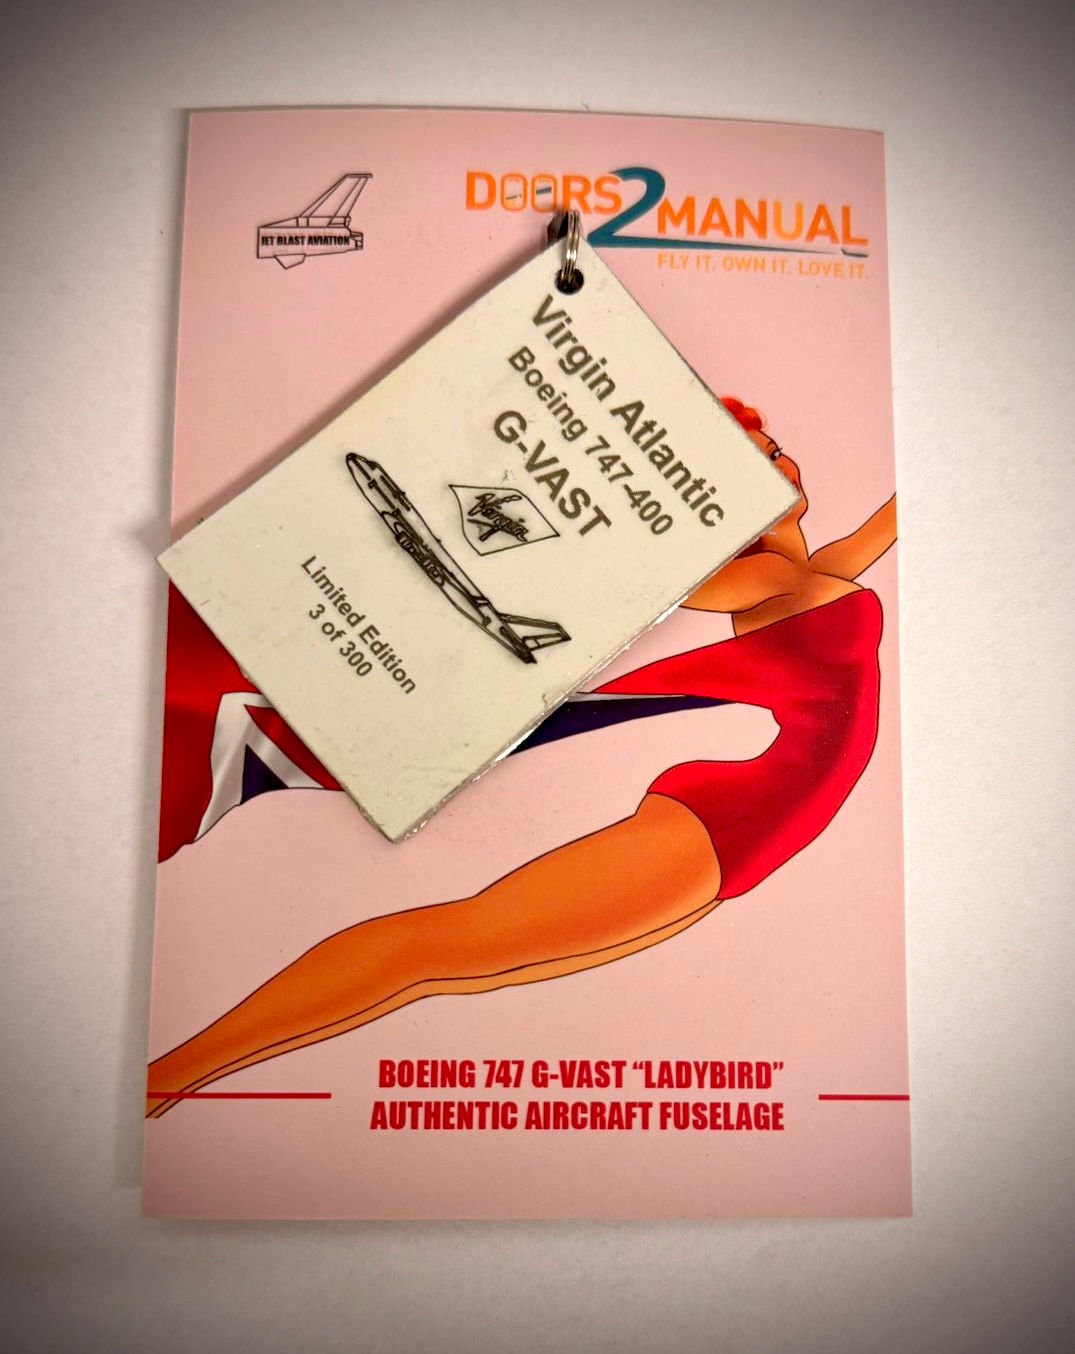 JET BLAST AVIATION
DOORS2MANUAL
FLY IT. OWN IT. LOVE IT.
Virgin Atlantic
Boeing 747-400
G-VAST
Virgin
Limited Edition
3 of 300
BOEING 747 G-VAST “LADYBIRD”
AUTHENTIC AIRCRAFT FUSELAGE